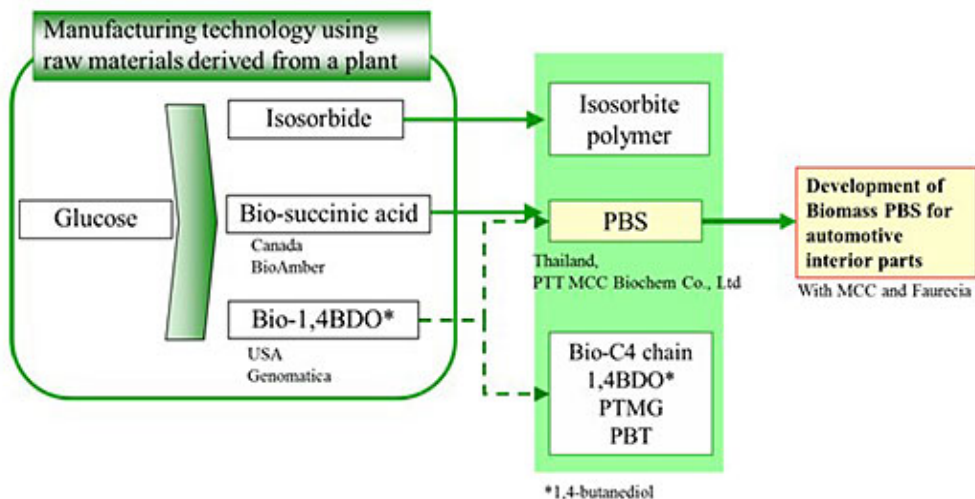 Manufacturing technology using
raw materials derived from a plant
Glucose
Isosorbide
Bio-succinic acid
Canada
BioAmber
Bio-1,4BDO*
USA
Genomatica
Isosorbite
polymer
PBS
Thailand,
PTT MCC Biochem Co., Ltd
Bio-C4 chain
1,4BDO*
PTMG
PBT
*1,4-butanediol
Development of
Biomass PBS for
automotive
interior parts
With MCC and Faurecia